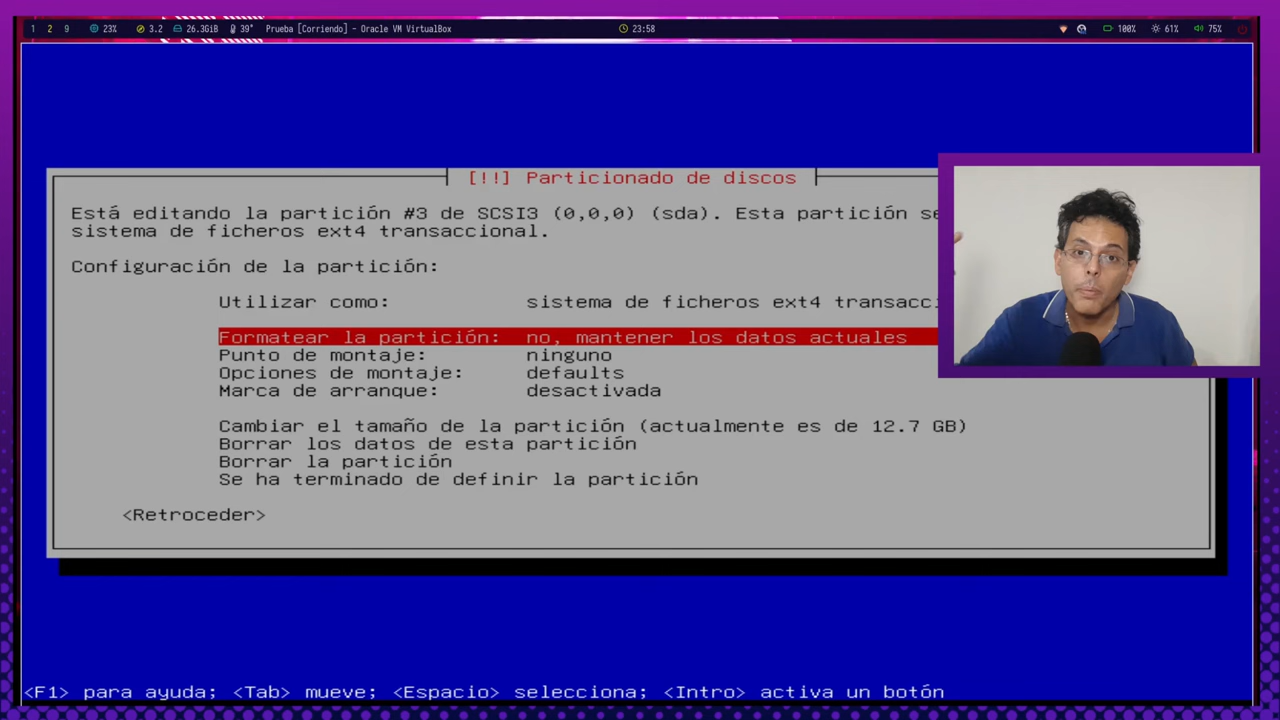 1 2 9 23% 3.2 26.3GiB 39° Prueba [Corriendo] - Oracle VM VirtualBox 23:58 100% 61% 75%
[!!] Particionado de discos
Está editando la partición #3 de SCSI3 (0,0,0) (sda). Esta partición se
sistema de ficheros ext4 transaccional.
Configuración de la partición:
Utilizar como: sistema de ficheros ext4 transacci
Formatear la partición: no, mantener los datos actuales
Punto de montaje: ninguno
Opciones de montaje: defaults
Marca de arranque: desactivada
Cambiar el tamaño de la partición (actualmente es de 12.7 GB)
Borrar los datos de esta partición
Borrar la partición
Se ha terminado de definir la partición
<Retroceder>
<F1> para ayuda; <Tab> mueve; <Espacio> selecciona; <Intro> activa un botón